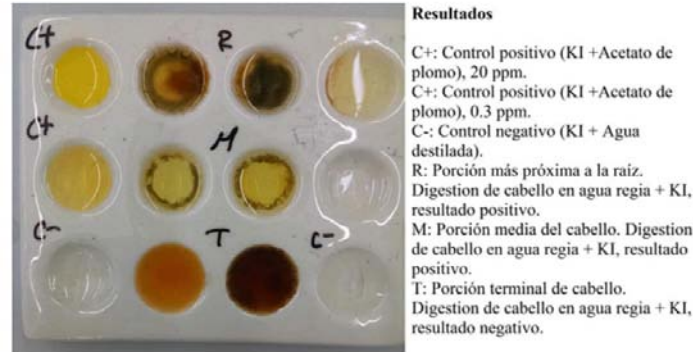 Resultados
C+: Control positivo (KI +Acetato de
plomo), 20 ppm.
C+: Control positivo (KI +Acetato de
plomo), 0.3 ppm.
C-: Control negativo (KI + Agua
destilada).
R: Porción más próxima a la raíz.
Digestion de cabello en agua regia + KI,
resultado positivo.
M: Porción media del cabello. Digestion
de cabello en agua regia + KI, resultado
positivo.
T: Porción terminal de cabello.
Digestion de cabello en agua regia + KI,
resultado negativo.
C+ R
C+ M
C- T C-